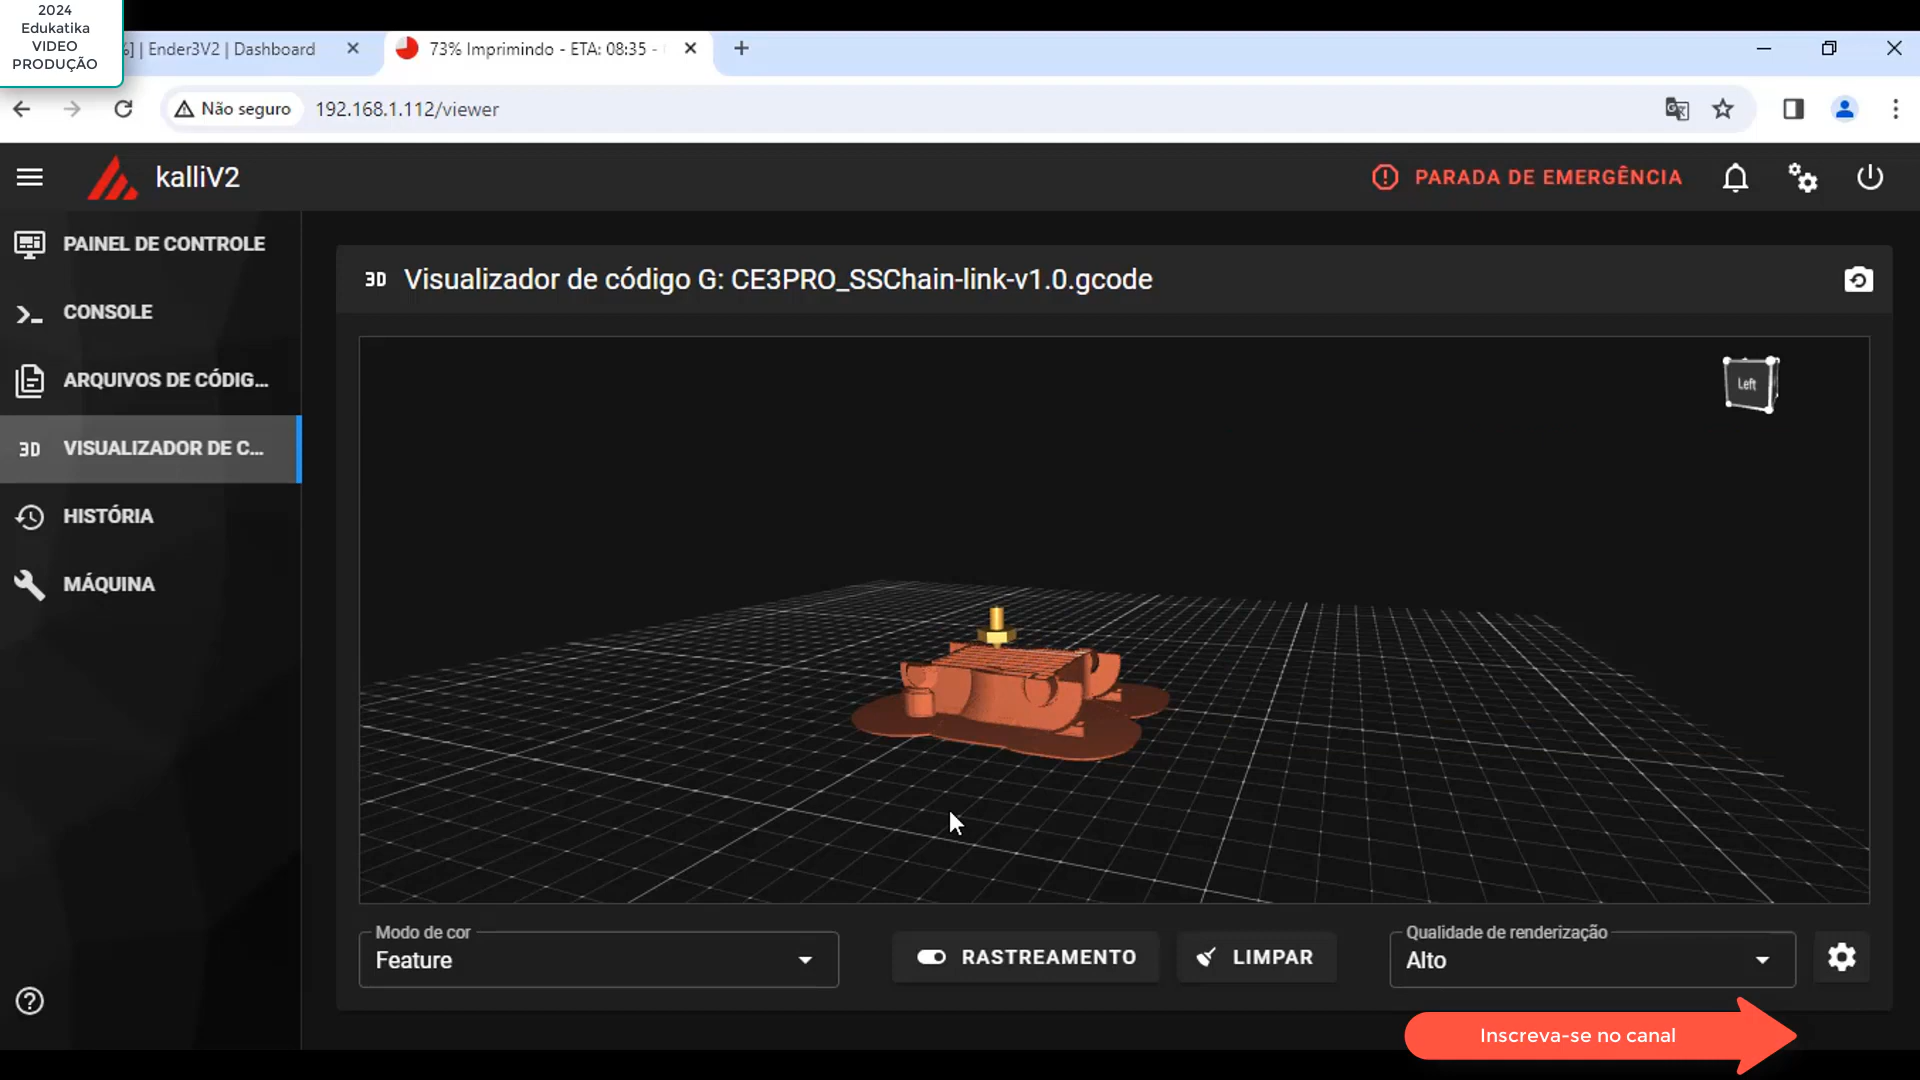 2024
Edukatika
VIDEO
PRODUÇÃO
%] | Ender3V2 | Dashboard
73% Imprimindo - ETA: 08:35 -
Não seguro
192.168.1.112/viewer
kalliV2
PARADA DE EMERGÊNCIA
PAINEL DE CONTROLE
CONSOLE
ARQUIVOS DE CÓDIG...
3D VISUALIZADOR DE C...
HISTÓRIA
MÁQUINA
3D Visualizador de código G: CE3PRO_SSChain-link-v1.0.gcode
Left
Modo de cor
Feature
RASTREAMENTO
LIMPAR
Qualidade de renderização
Alto
Inscreva-se no canal